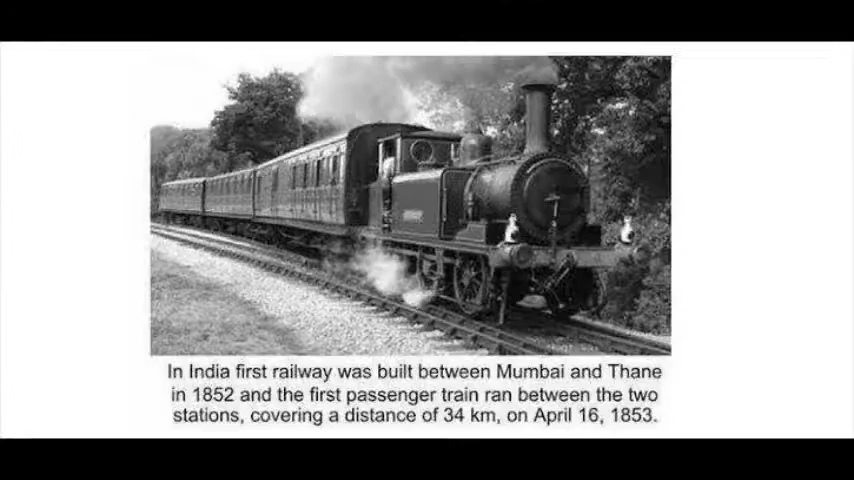 In India first railway was built between Mumbai and Thane
in 1852 and the first passenger train ran between the two
stations, covering a distance of 34 km, on April 16, 1853.